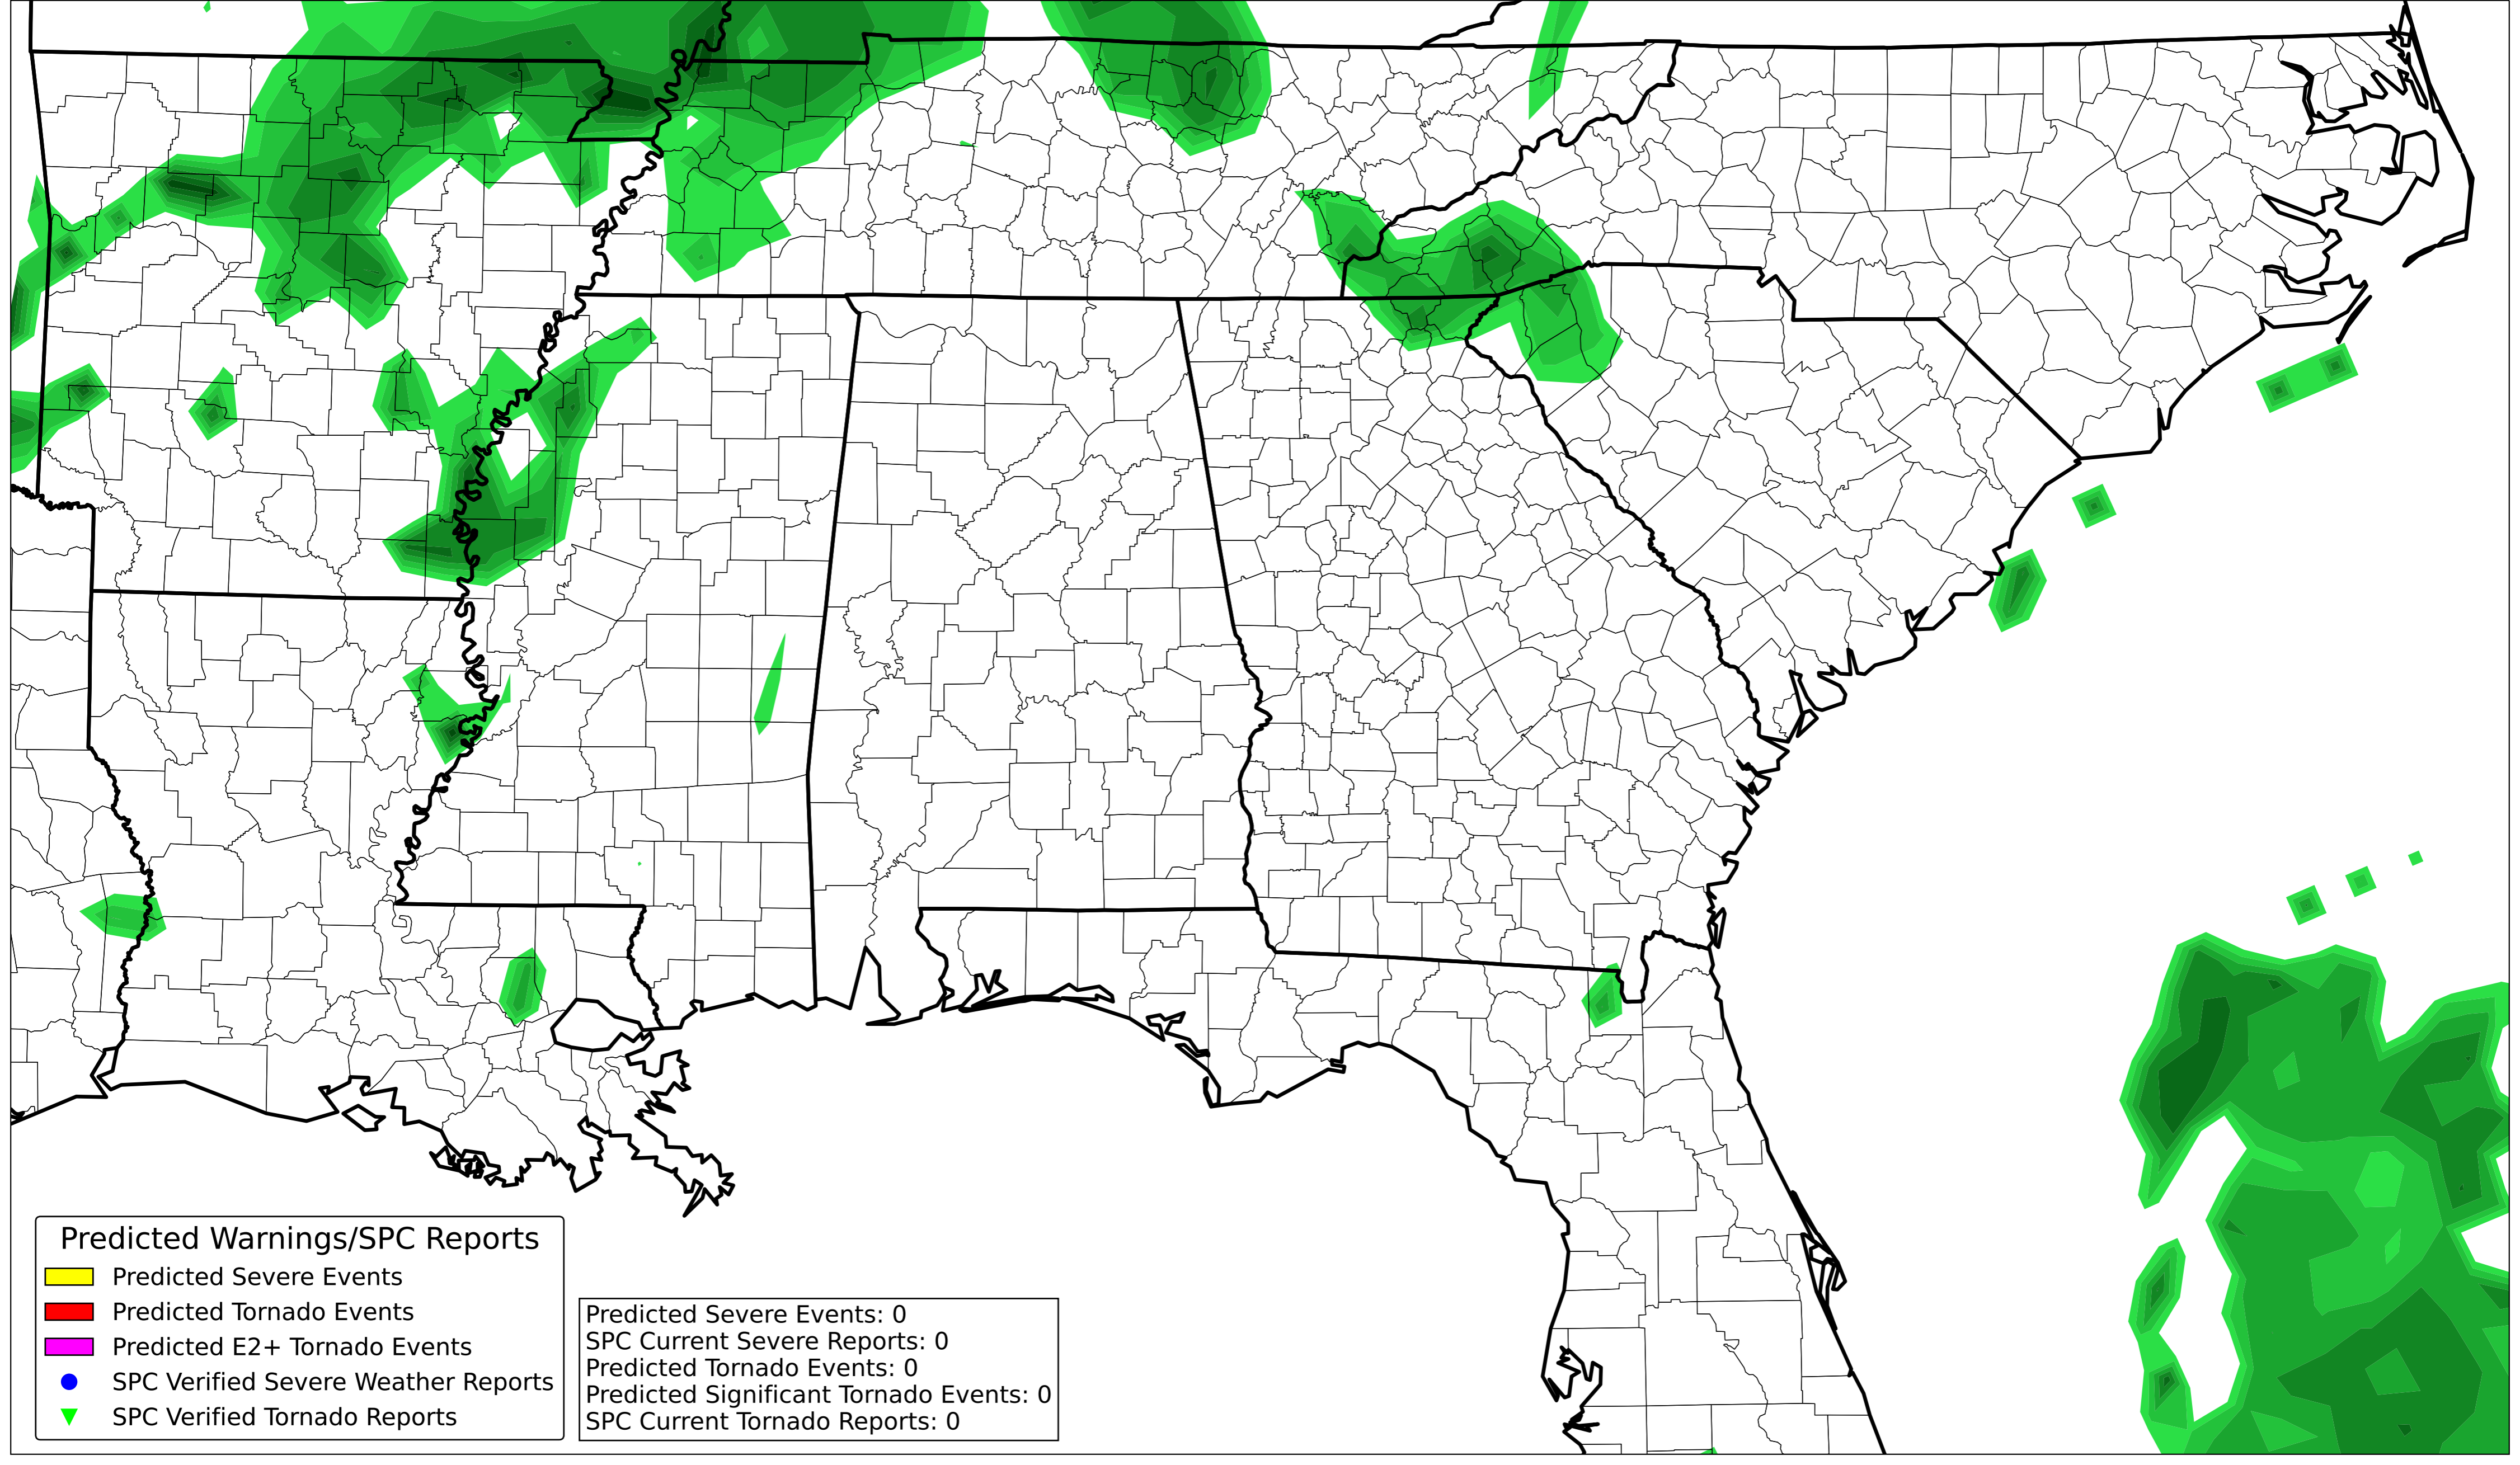 Predicted Warnings/SPC Reports
Predicted Severe Events
Predicted Tornado Events
Predicted E2+ Tornado Events
SPC Verified Severe Weather Reports
SPC Verified Tornado Reports
Predicted Severe Events: 0
SPC Current Severe Reports: 0
Predicted Tornado Events: 0
Predicted Significant Tornado Events: 0
SPC Current Tornado Reports: 0